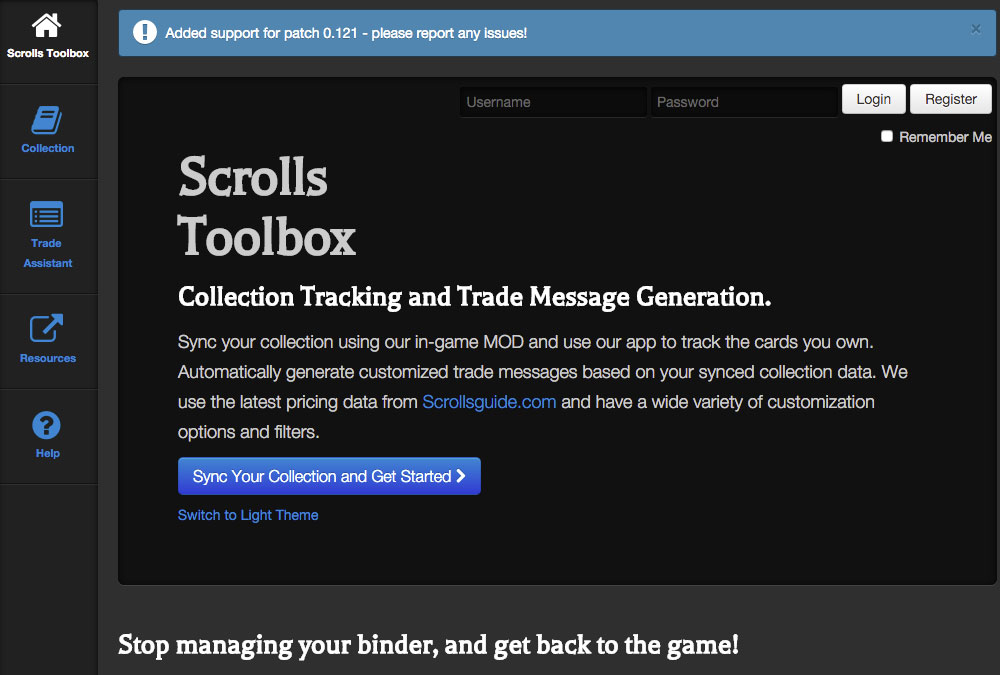 Scrolls Toolbox
Collection
Trade
Assistant
Resources
Help
Added support for patch 0.121 - please report any issues!
×
Username
Password
Login
Register
Remember Me
Scrolls
Toolbox
Collection Tracking and Trade Message Generation.
Sync your collection using our in-game MOD and use our app to track the cards you own.
Automatically generate customized trade messages based on your synced collection data. We
use the latest pricing data from Scrollsguide.com and have a wide variety of customization
options and filters.
Sync Your Collection and Get Started
Switch to Light Theme
Stop managing your binder, and get back to the game!